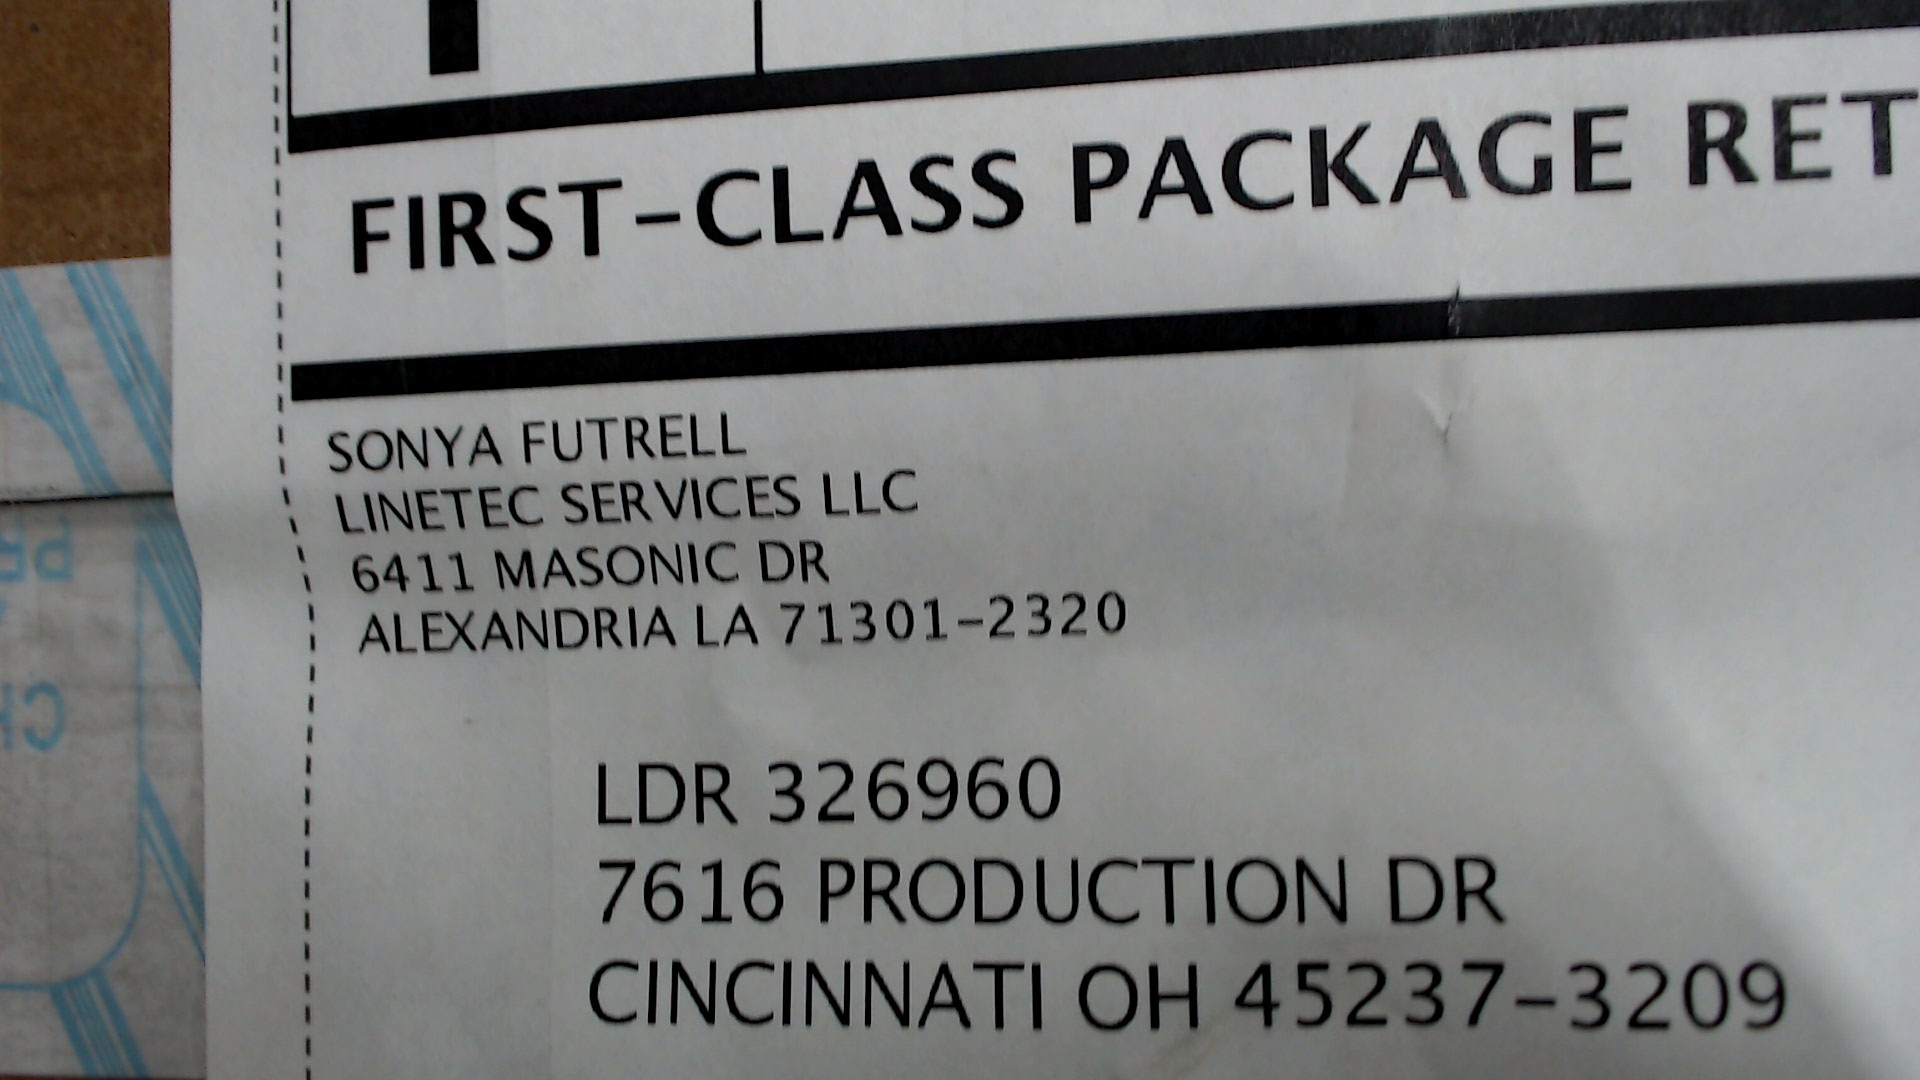 FIRST-CLASS PACKAGE RET
SONYA FUTRELL
LINETEC SERVICES LLC
6411 MASONIC DR
ALEXANDRIA LA 71301-2320
LDR 326960
7616 PRODUCTION DR
CINCINNATI OH 45237-3209